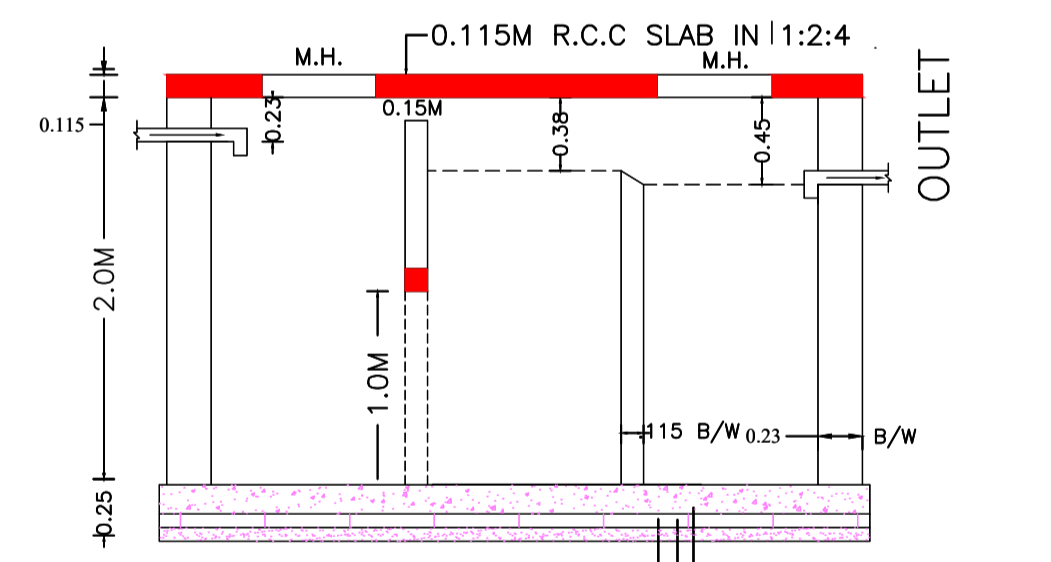 0.115M R.C.C SLAB IN 1:2:4
M.H.
M.H.
OUTLET
0.115
0.23
0.15M
0.38
0.45
2.0M
1.0M
115 B/W
0.23
B/W
0.25